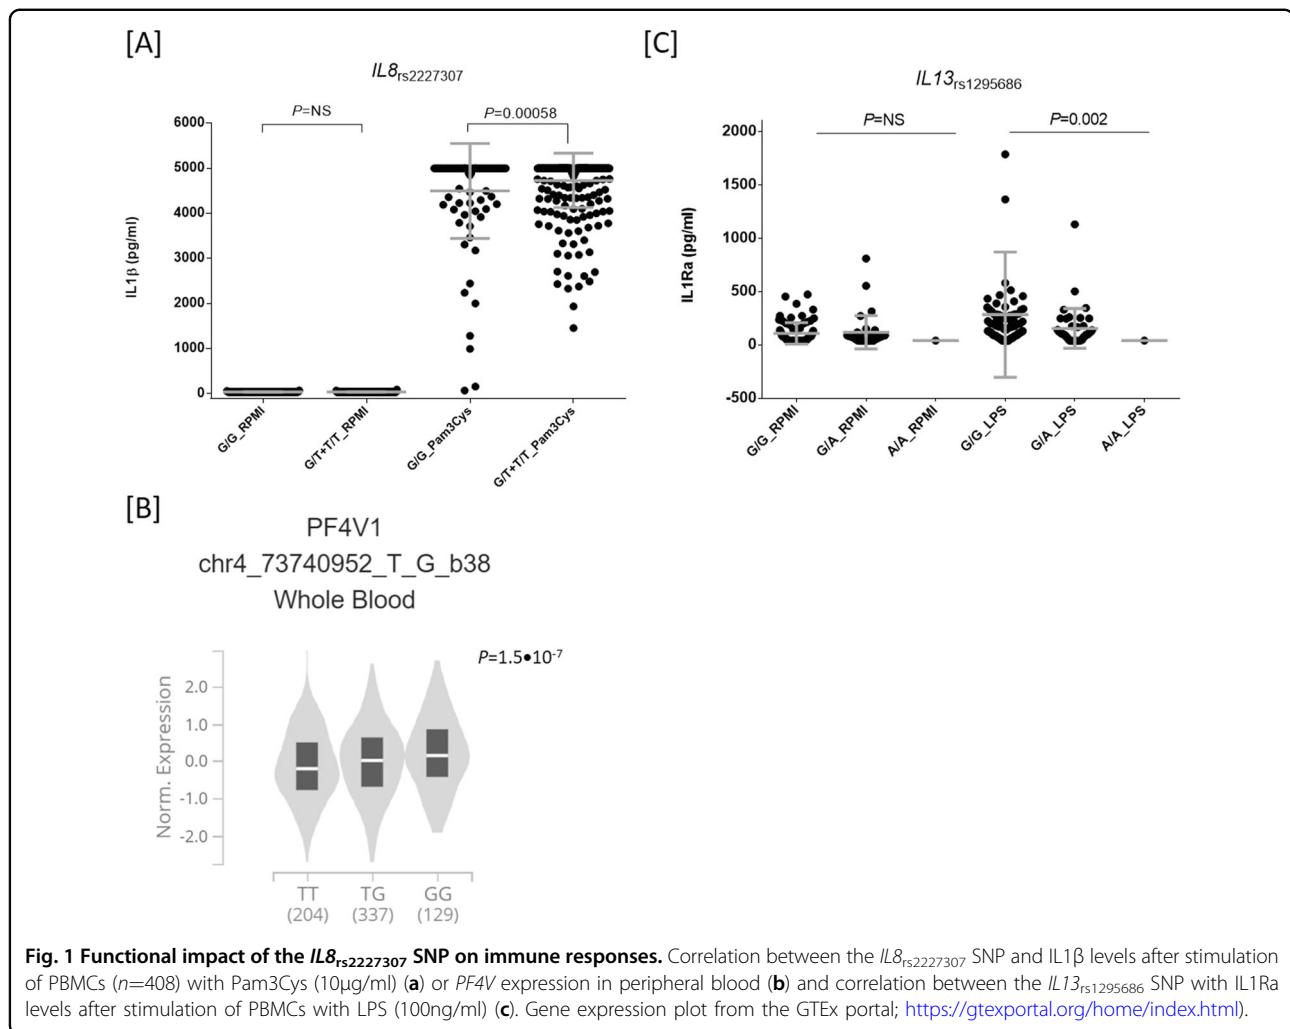 [A]
IL8rs2227307
P=NS
P=0.00058
6000
5000
4000
3000
2000
1000
0
IL1β (pg/ml)
G/G_RPMI
G/T+T/T_RPMI
G/G_Pam3Cys
G/T+T/T_Pam3Cys
[C]
IL13rs1295686
P=NS
P=0.002
2000
1500
1000
500
0
-500
IL1Ra (pg/ml)
G/G_RPMI
G/A_RPMI
A/A_RPMI
G/G_LPS
G/A_LPS
A/A_LPS
[B]
PF4V1
chr4_73740952_T_G_b38
Whole Blood
P=1.5•10-7
Norm. Expression
2.0
1.0
0.0
-1.0
-2.0
TT TG GG
(204) (337) (129)
Fig. 1 Functional impact of the IL8rs2227307 SNP on immune responses. Correlation between the IL8rs2227307 SNP and IL1β levels after stimulation
of PBMCs (n=408) with Pam3Cys (10µg/ml) (a) or PF4V expression in peripheral blood (b) and correlation between the IL13rs1295686 SNP with IL1Ra
levels after stimulation of PBMCs with LPS (100ng/ml) (c). Gene expression plot from the GTEx portal; https://gtexportal.org/home/index.html).